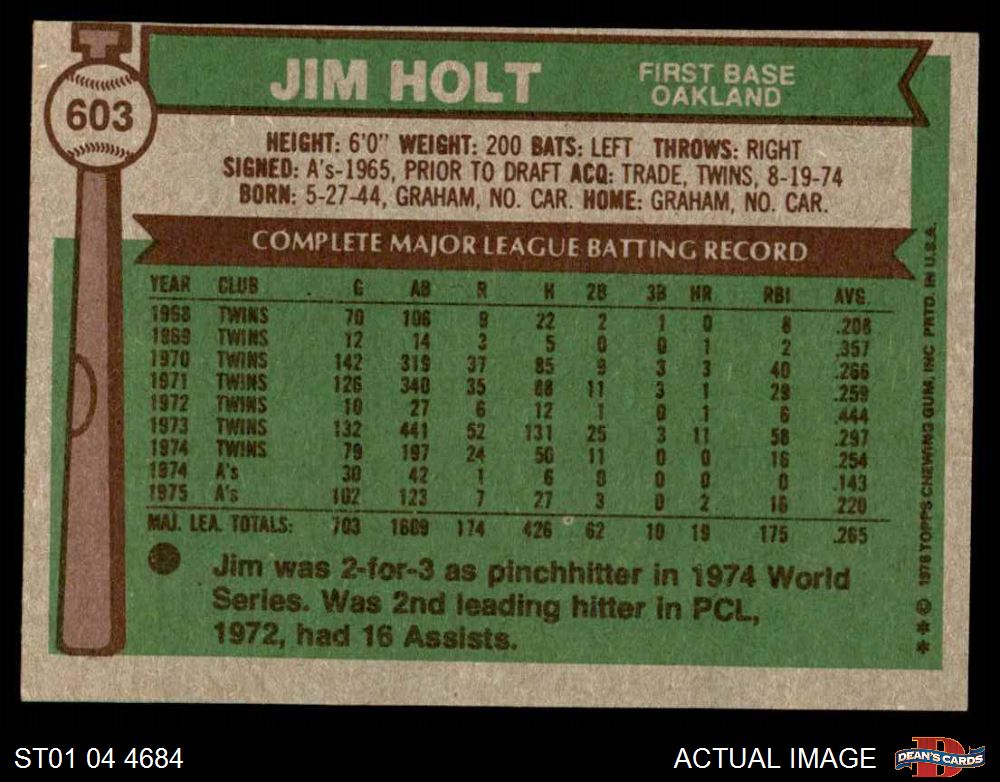 603
JIM HOLT
FIRST BASE
OAKLAND
HEIGHT: 6'0" WEIGHT: 200 BATS: LEFT THROWS: RIGHT
SIGNED: A's-1965, PRIOR TO DRAFT ACQ: TRADE, TWINS, 8-19-74
BORN: 5-27-44, GRAHAM, NO. CAR. HOME: GRAHAM, NO. CAR.
COMPLETE MAJOR LEAGUE BATTING RECORD
YEAR CLUB G AB R H 2B 3B HR RBI AVG.
1968 TWINS 70 106 9 22 2 1 0 8 .208
1969 TWINS 12 14 3 5 0 0 1 2 .357
1970 TWINS 142 319 37 85 9 3 3 40 .266
1971 TWINS 126 340 35 88 11 3 1 29 .259
1972 TWINS 10 27 6 12 1 0 1 6 .444
1973 TWINS 132 441 52 131 25 3 11 58 .297
1974 TWINS 79 197 24 50 11 0 0 16 .254
1974 A's 30 42 1 6 0 0 0 0 .143
1975 A's 102 123 7 27 3 0 2 16 .220
MAJ. LEA. TOTALS: 703 1609 174 426 62 10 19 175 .265
Jim was 2-for-3 as pinchhitter in 1974 World
Series. Was 2nd leading hitter in PCL,
1972, had 16 Assists.
* * © 1976 TOPPS CHEWING GUM, INC. PRTD. IN U.S.A.
ST01 04 4684
ACTUAL IMAGE
D
DEAN'S CARDS